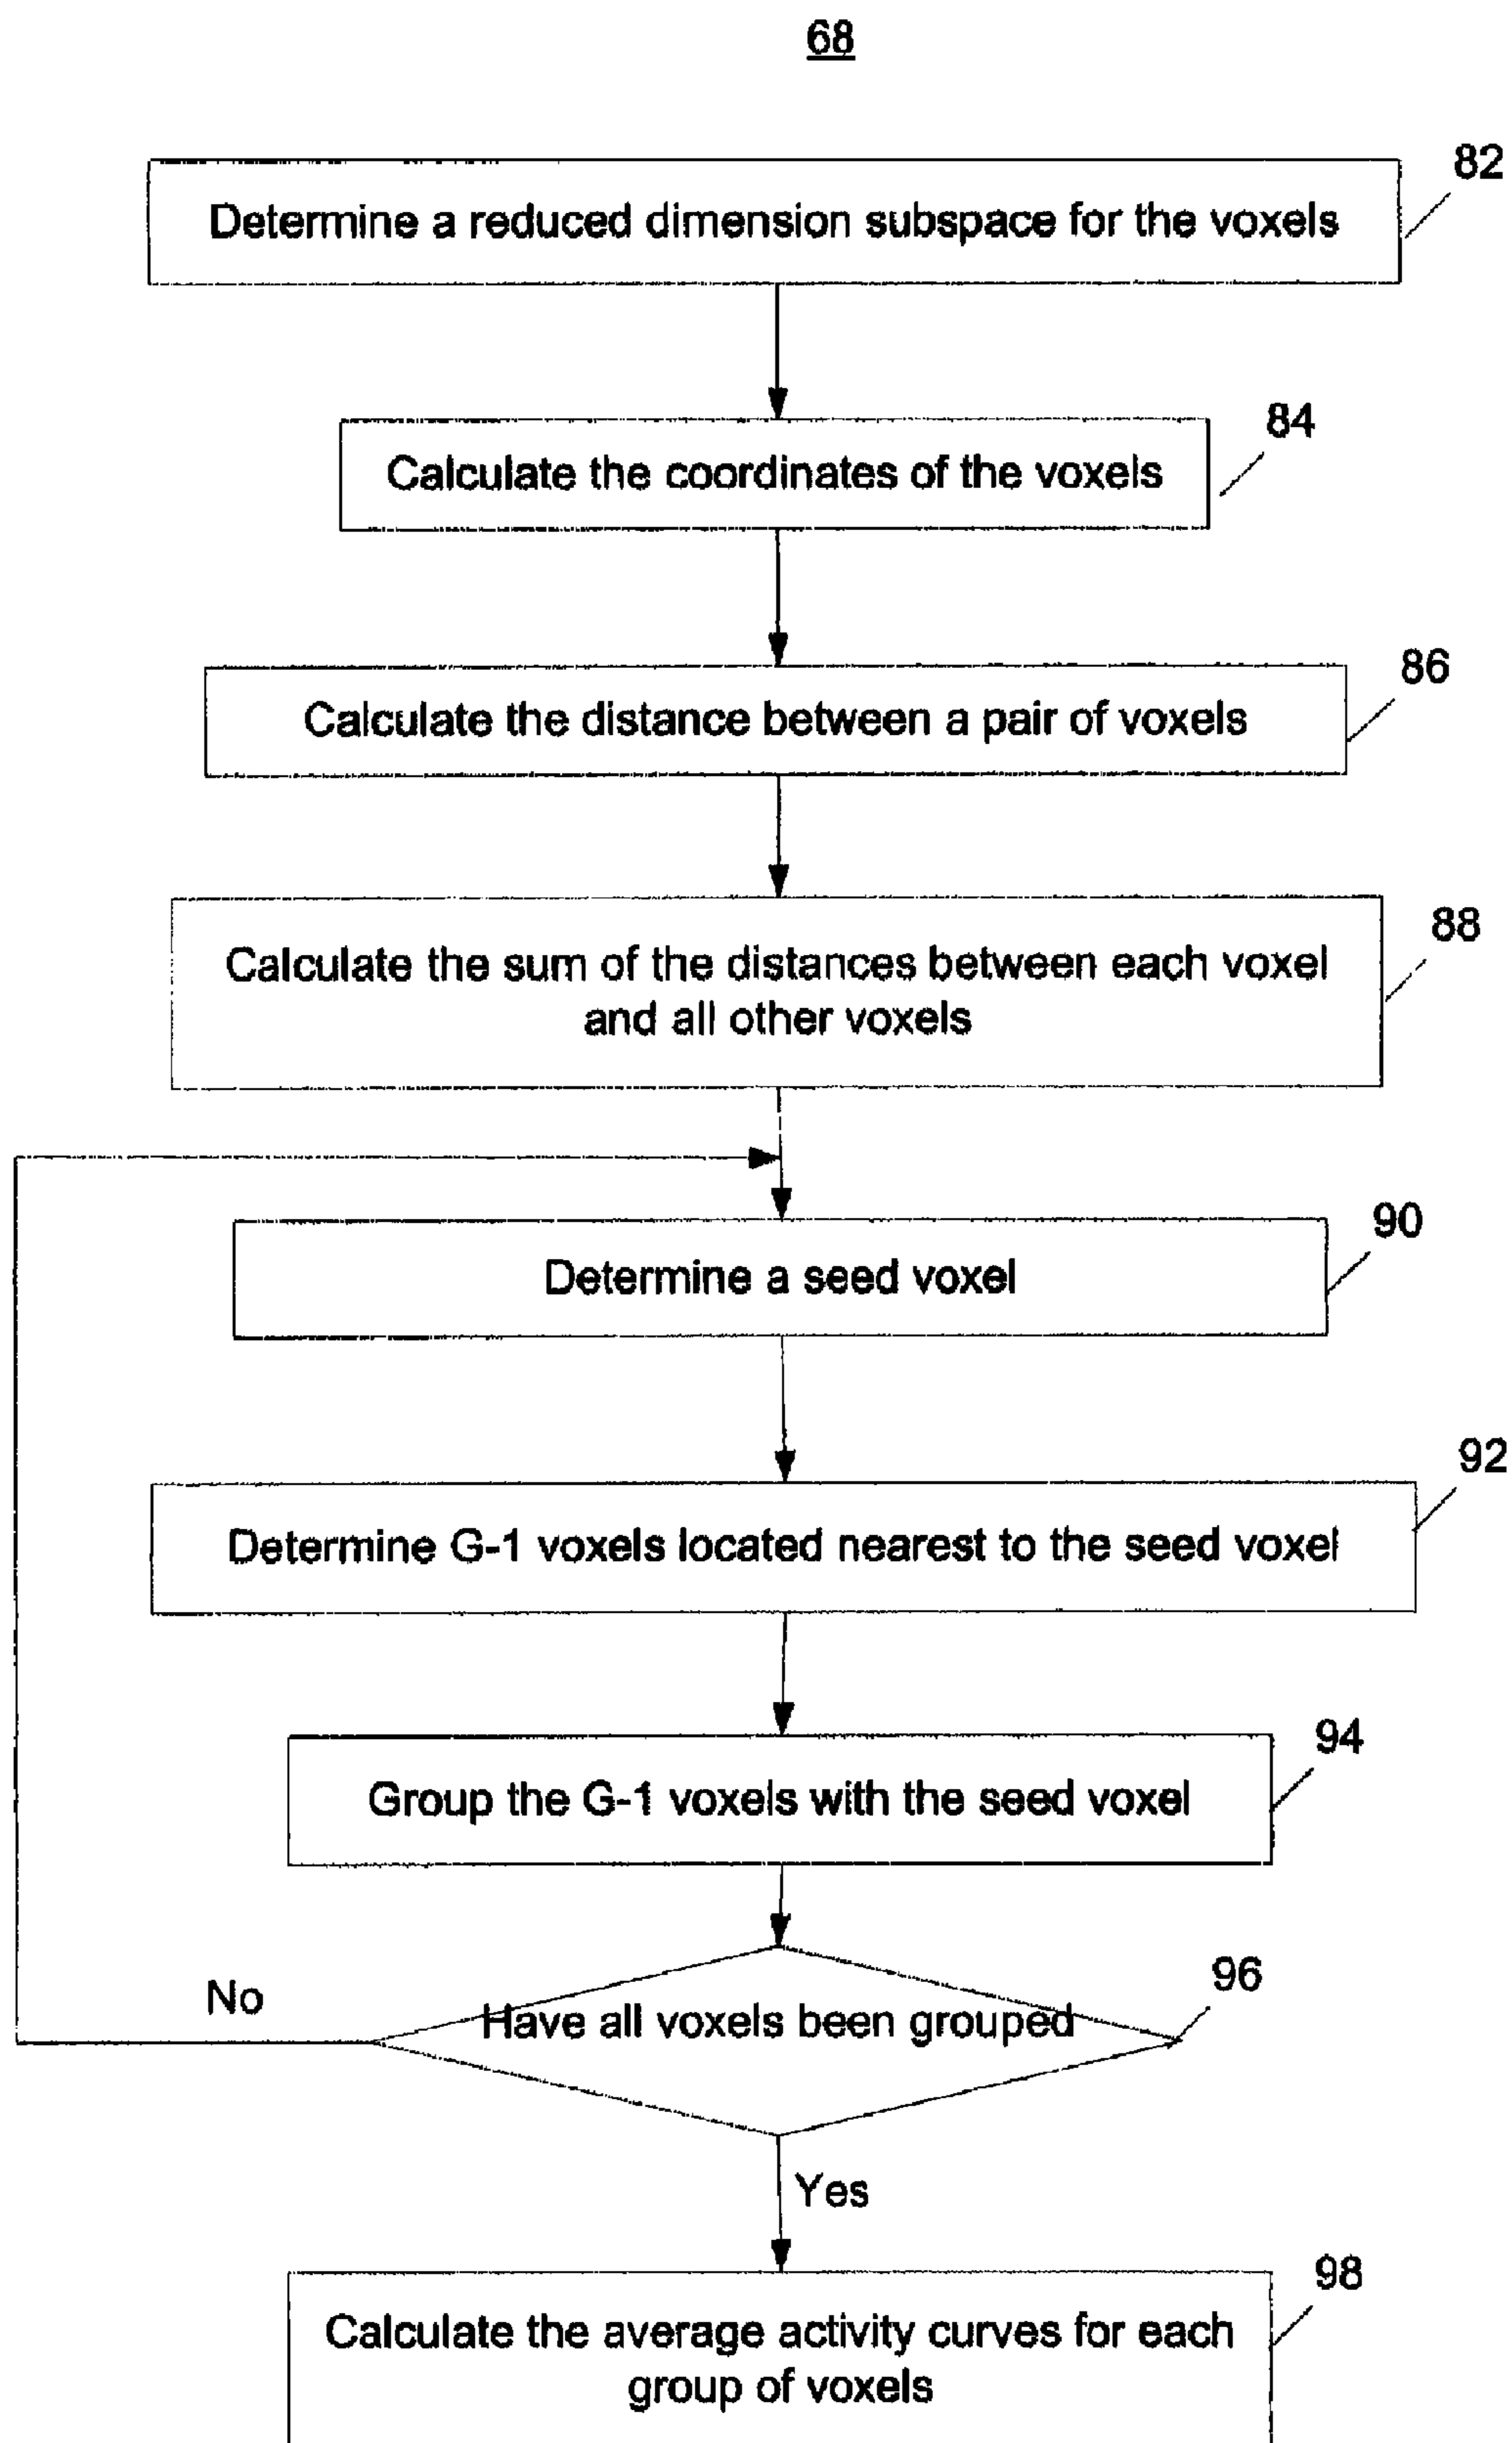 68
82
Determine a reduced dimension subspace for the voxels
84
Calculate the coordinates of the voxels
86
Calculate the distance between a pair of voxels
88
Calculate the sum of the distances between each voxel
and all other voxels
90
Determine a seed voxel
92
Determine G-1 voxels located nearest to the seed voxel
94
Group the G-1 voxels with the seed voxel
96
No
Have all voxels been grouped
Yes
98
Calculate the average activity curves for each
group of voxels